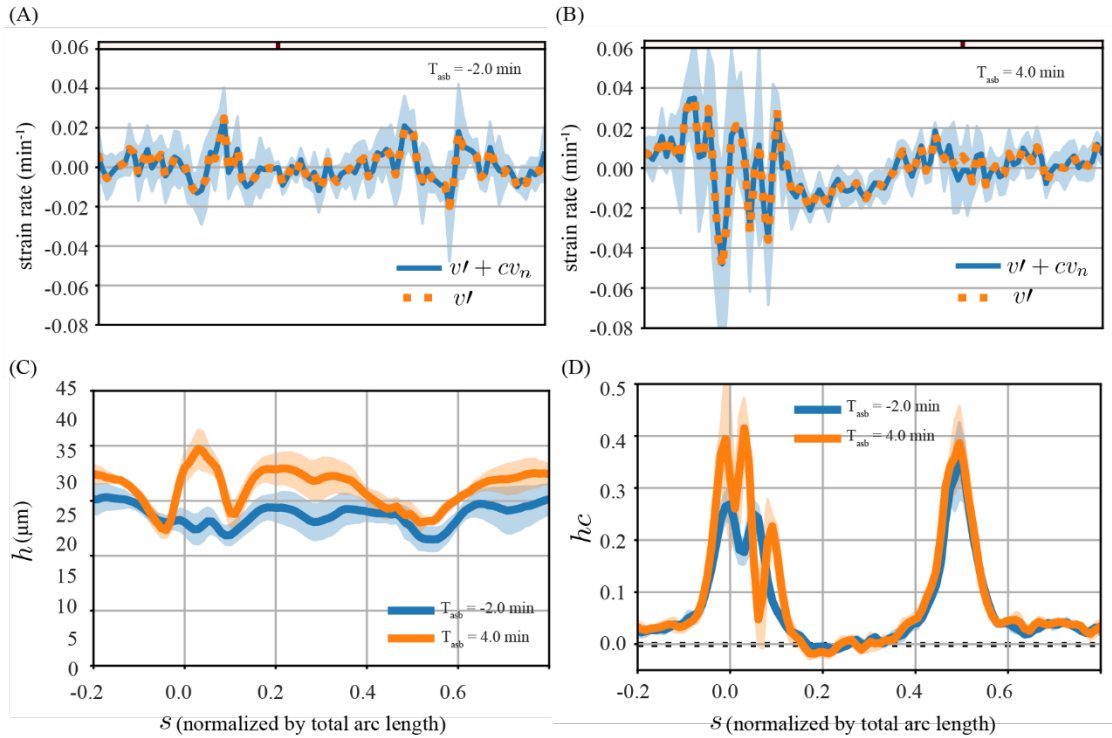 (A)
0.06
0.04
0.02
0.00
-0.02
-0.04
-0.06
-0.08
strain rate (min⁻¹)
T_asb = -2.0 min
v′ + cv_n
v′
(B)
0.06
0.04
0.02
0.00
-0.02
-0.04
-0.06
-0.08
strain rate (min⁻¹)
T_asb = 4.0 min
v′ + cv_n
v′
(C)
45
35
30
25
20
15
10
5
0
h (μm)
T_asb = -2.0 min
T_asb = 4.0 min
-0.2
0.0
0.2
0.4
0.6
s (normalized by total arc length)
(D)
0.5
0.4
0.3
0.2
0.1
0.0
hc
T_asb = -2.0 min
T_asb = 4.0 min
-0.2
0.0
0.2
0.4
0.6
s (normalized by total arc length)